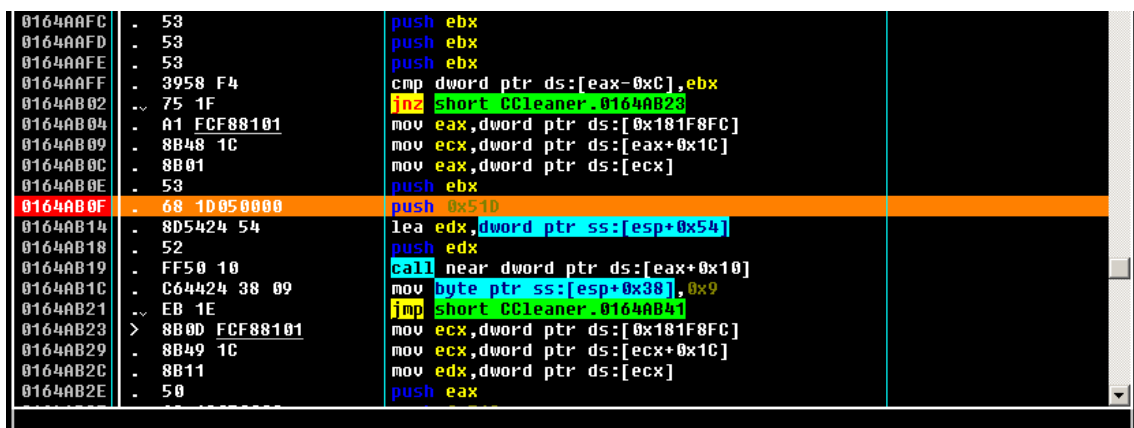 0164AAFC . 53 push ebx
0164AAFD . 53 push ebx
0164AAFE . 53 push ebx
0164AAFF . 3958 F4 cmp dword ptr ds:[eax-0xC],ebx
0164AB02 .v 75 1F jnz short CCleaner.0164AB23
0164AB04 . A1 FCF88101 mov eax,dword ptr ds:[0x181F8FC]
0164AB09 . 8B48 1C mov ecx,dword ptr ds:[eax+0x1C]
0164AB0C . 8B01 mov eax,dword ptr ds:[ecx]
0164AB0E . 53 push ebx
0164AB0F . 68 1D050000 push 0x51D
0164AB14 . 8D5424 54 lea edx,dword ptr ss:[esp+0x54]
0164AB18 . 52 push edx
0164AB19 . FF50 10 call near dword ptr ds:[eax+0x10]
0164AB1C . C64424 38 09 mov byte ptr ss:[esp+0x38],0x9
0164AB21 .v EB 1E jmp short CCleaner.0164AB41
0164AB23 > 8B0D FCF88101 mov ecx,dword ptr ds:[0x181F8FC]
0164AB29 . 8B49 1C mov ecx,dword ptr ds:[ecx+0x1C]
0164AB2C . 8B11 mov edx,dword ptr ds:[ecx]
0164AB2E . 50 push eax